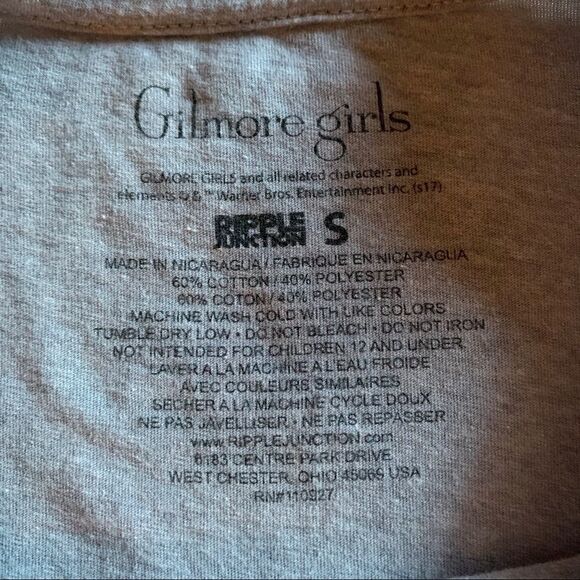 Gilmore girls
GILMORE GIRLS and all related characters and
elements © & ™ Warner Bros. Entertainment Inc. (s17)
RIPPLE JUNCTION S
MADE IN NICARAGUA / FABRIQUE EN NICARAGUA
60% COTTON / 40% POLYESTER
60% COTON / 40% POLYESTER
MACHINE WASH COLD WITH LIKE COLORS
TUMBLE DRY LOW • DO NOT BLEACH • DO NOT IRON
NOT INTENDED FOR CHILDREN 12 AND UNDER
LAVER A LA MACHINE A L'EAU FROIDE
AVEC COULEURS SIMILAIRES
SECHER A LA MACHINE CYCLE DOUX
NE PAS JAVELLISER • NE PAS REPASSER
www.RIPPLEJUNCTION.com
6183 CENTRE PARK DRIVE
WEST CHESTER, OHIO 45069 USA
RN#110927